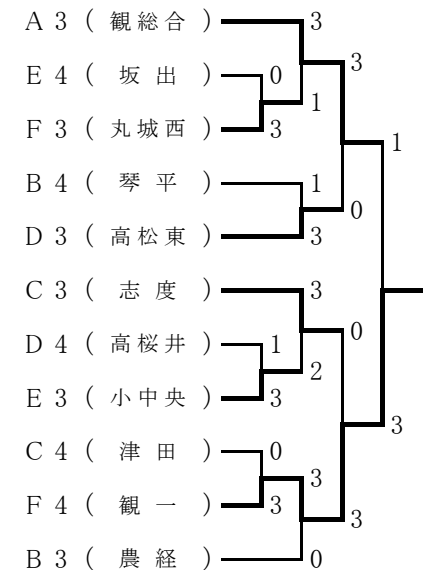 A 3 ( 観総合 ) 3
3
E 4 ( 坂 出 ) 0
1
F 3 ( 丸城西 ) 3
1
B 4 ( 琴 平 ) 1
0
D 3 ( 高松東 ) 3
C 3 ( 志 度 ) 3
0
D 4 ( 高桜井 ) 1
2
E 3 ( 小中央 ) 3
3
C 4 ( 津 田 ) 0
3
F 4 ( 観 一 ) 3
3
B 3 ( 農 経 ) 0